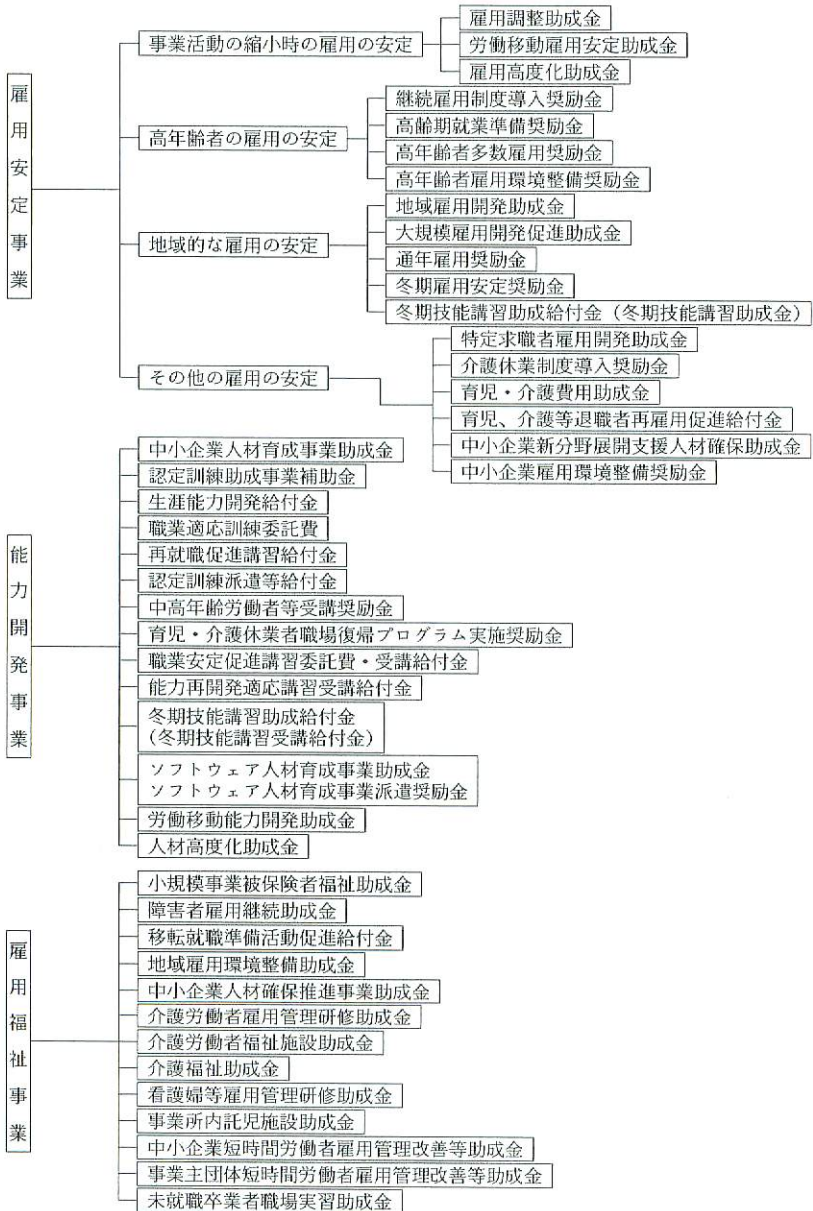 雇用安定事業
事業活動の縮小時の雇用の安定
雇用調整助成金
労働移動雇用安定助成金
雇用高度化助成金
高年齢者の雇用の安定
継続雇用制度導入奨励金
高齢期就業準備奨励金
高年齢者多数雇用奨励金
高年齢者雇用環境整備奨励金
地域的な雇用の安定
地域雇用開発助成金
大規模雇用開発促進助成金
通年雇用奨励金
冬期雇用安定奨励金
冬期技能講習助成給付金（冬期技能講習助成金）
その他の雇用の安定
特定求職者雇用開発助成金
介護休業制度導入奨励金
育児・介護費用助成金
育児、介護等退職者再雇用促進給付金
中小企業新分野展開支援人材確保助成金
中小企業雇用環境整備奨励金
能力開発事業
中小企業人材育成事業助成金
認定訓練助成事業補助金
生涯能力開発給付金
職業適応訓練委託費
再就職促進講習給付金
認定訓練派遣等給付金
中高年齢労働者等受講奨励金
育児・介護休業者職場復帰プログラム実施奨励金
職業安定促進講習委託費・受講給付金
能力再開発適応講習受講給付金
冬期技能講習助成給付金
(冬期技能講習受講給付金)
ソフトウェア人材育成事業助成金
ソフトウェア人材育成事業派遣奨励金
労働移動能力開発助成金
人材高度化助成金
雇用福祉事業
小規模事業被保険者福祉助成金
障害者雇用継続助成金
移転就職準備活動促進給付金
地域雇用環境整備助成金
中小企業人材確保推進事業助成金
介護労働者雇用管理研修助成金
介護労働者福祉施設助成金
介護福祉助成金
看護婦等雇用管理研修助成金
事業所内託児施設助成金
中小企業短時間労働者雇用管理改善等助成金
事業主団体短時間労働者雇用管理改善等助成金
未就職卒業者職場実習助成金